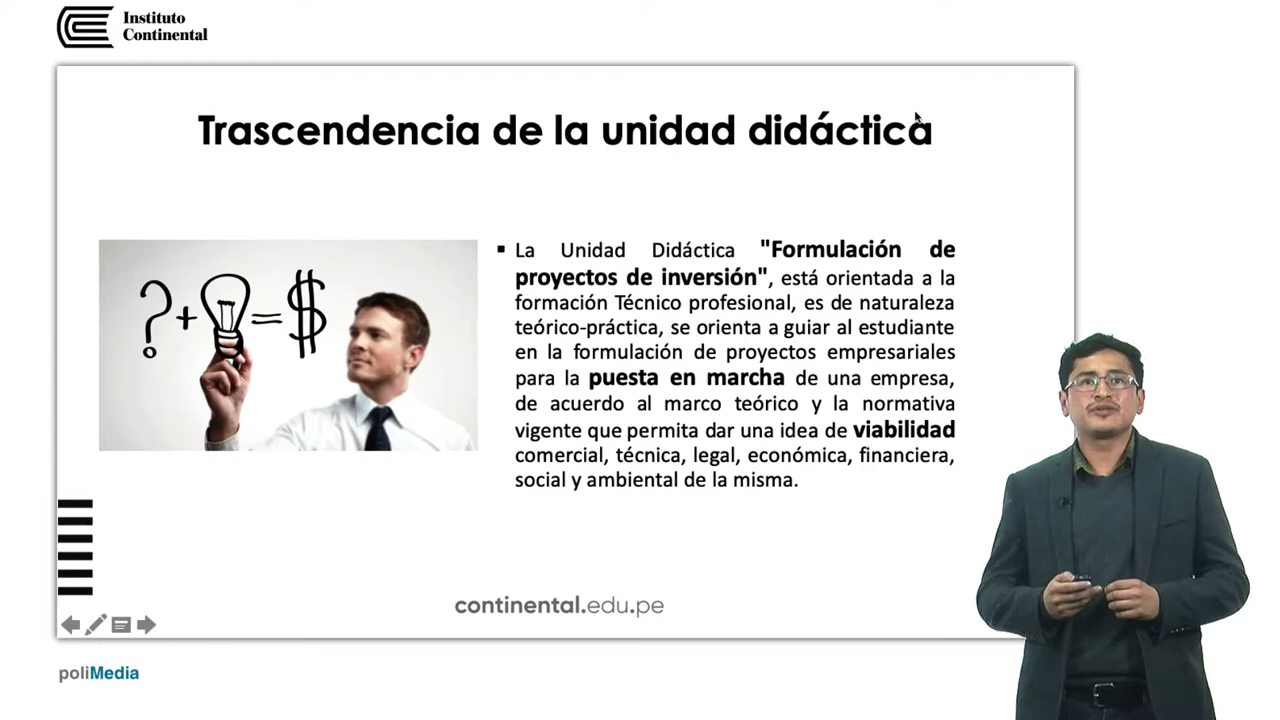 Instituto
Continental
Trascendencia de la unidad didáctica
? + = $
▪ La Unidad Didáctica "Formulación de
proyectos de inversión", está orientada a la
formación Técnico profesional, es de naturaleza
teórico-práctica, se orienta a guiar al estudiante
en la formulación de proyectos empresariales
para la puesta en marcha de una empresa,
de acuerdo al marco teórico y la normativa
vigente que permita dar una idea de viabilidad
comercial, técnica, legal, económica, financiera,
social y ambiental de la misma.
continental.edu.pe
poliMedia